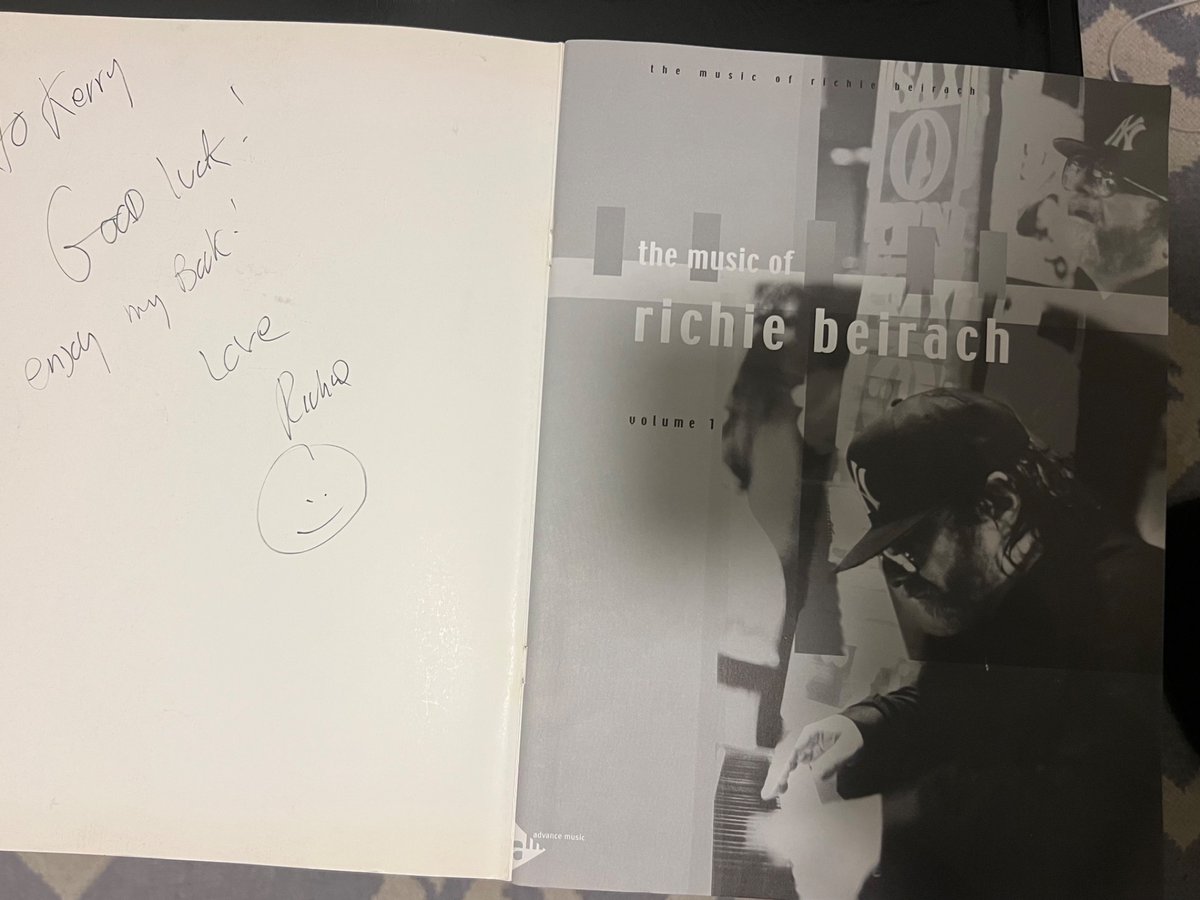 to Kerry
Good luck!
enjoy my Book!
Love
Richie
the music of richie beirach
SAX
the music of
richie beirach
volume 1
advance music